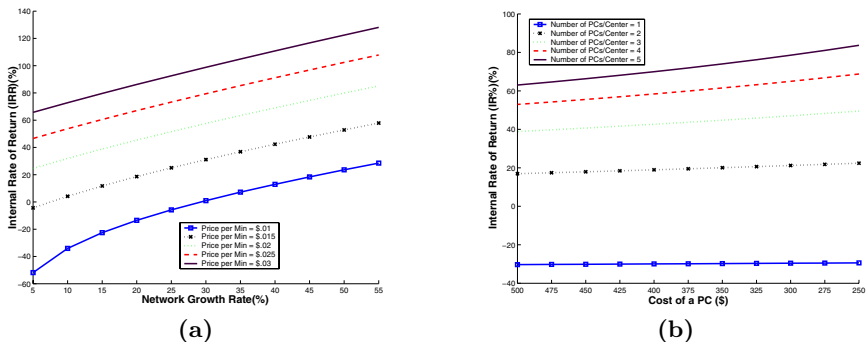 140
120
100
80
60
40
20
0
−20
−40
−60
Internal Rate of Return (IRR)(%)
Price per Min = $.01
Price per Min = $.015
Price per Min = $.02
Price per Min = $.025
Price per Min = $.03
5 10 15 20 25 30 35 40 45 50 55
Network Growth Rate(%)
(a)
100
80
60
40
20
0
−20
−40
Internal Rate of Return (IR%)(%)
Number of PCs/Center = 1
Number of PCs/Center = 2
Number of PCs/Center = 3
Number of PCs/Center = 4
Number of PCs/Center = 5
500 475 450 425 400 375 350 325 300 275 250
Cost of a PC ($)
(b)